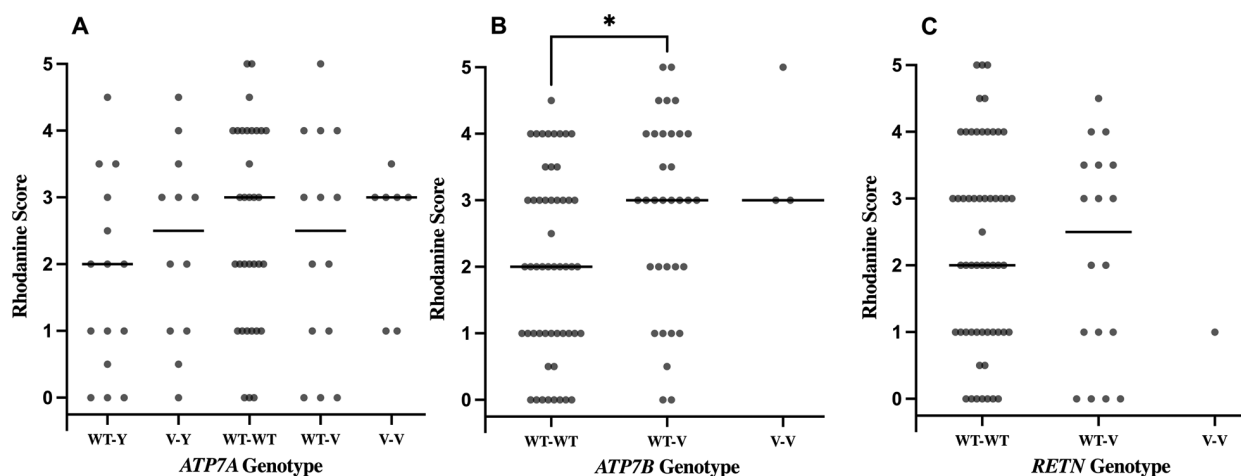 A
Rhodanine Score
5
4
3
2
1
0
WT-Y V-Y WT-WT WT-V V-V
ATP7A Genotype
B
*
Rhodanine Score
5
4
3
2
1
0
WT-WT WT-V V-V
ATP7B Genotype
C
Rhodanine Score
5
4
3
2
1
0
WT-WT WT-V V-V
RETN Genotype